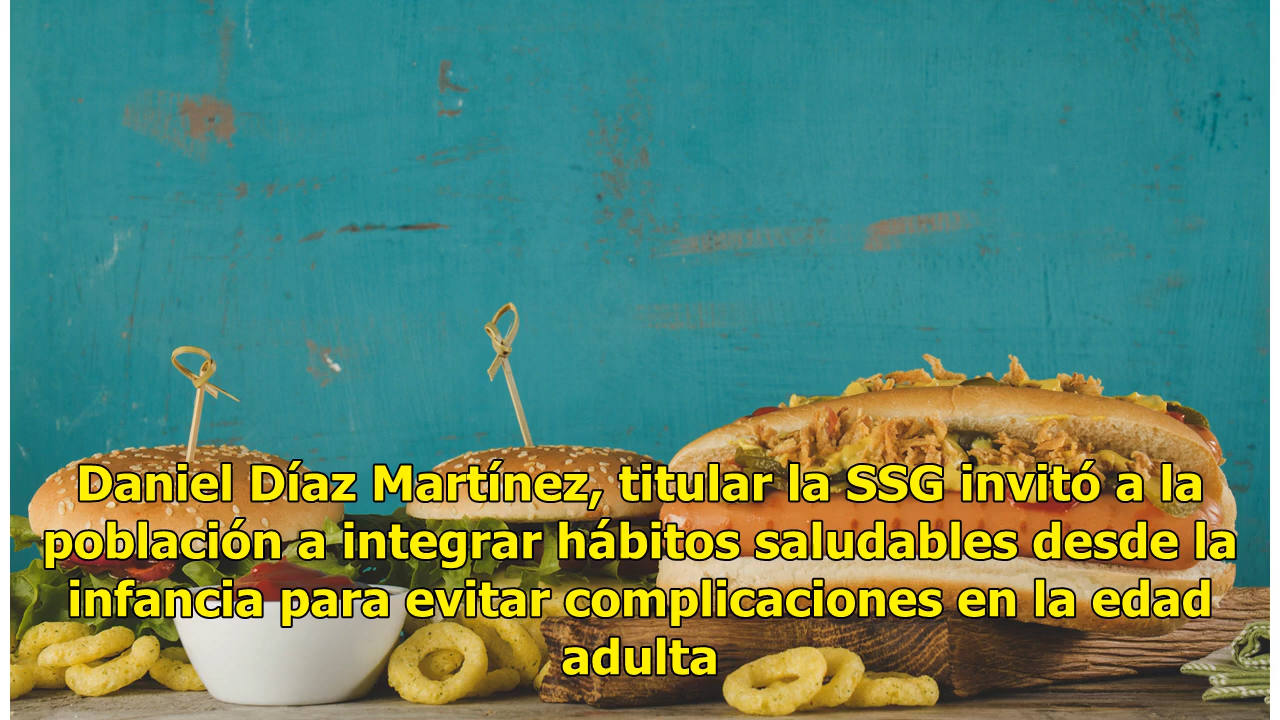 Daniel Díaz Martínez, titular la SSG invitó a la
población a integrar hábitos saludables desde la
infancia para evitar complicaciones en la edad
adulta